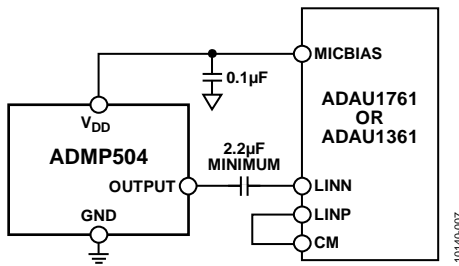 MICBIAS
0.1µF
ADAU1761
OR
ADAU1361
VDD
ADMP504
2.2µF
MINIMUM
OUTPUT
LINN
LINP
GND
CM
10140-007